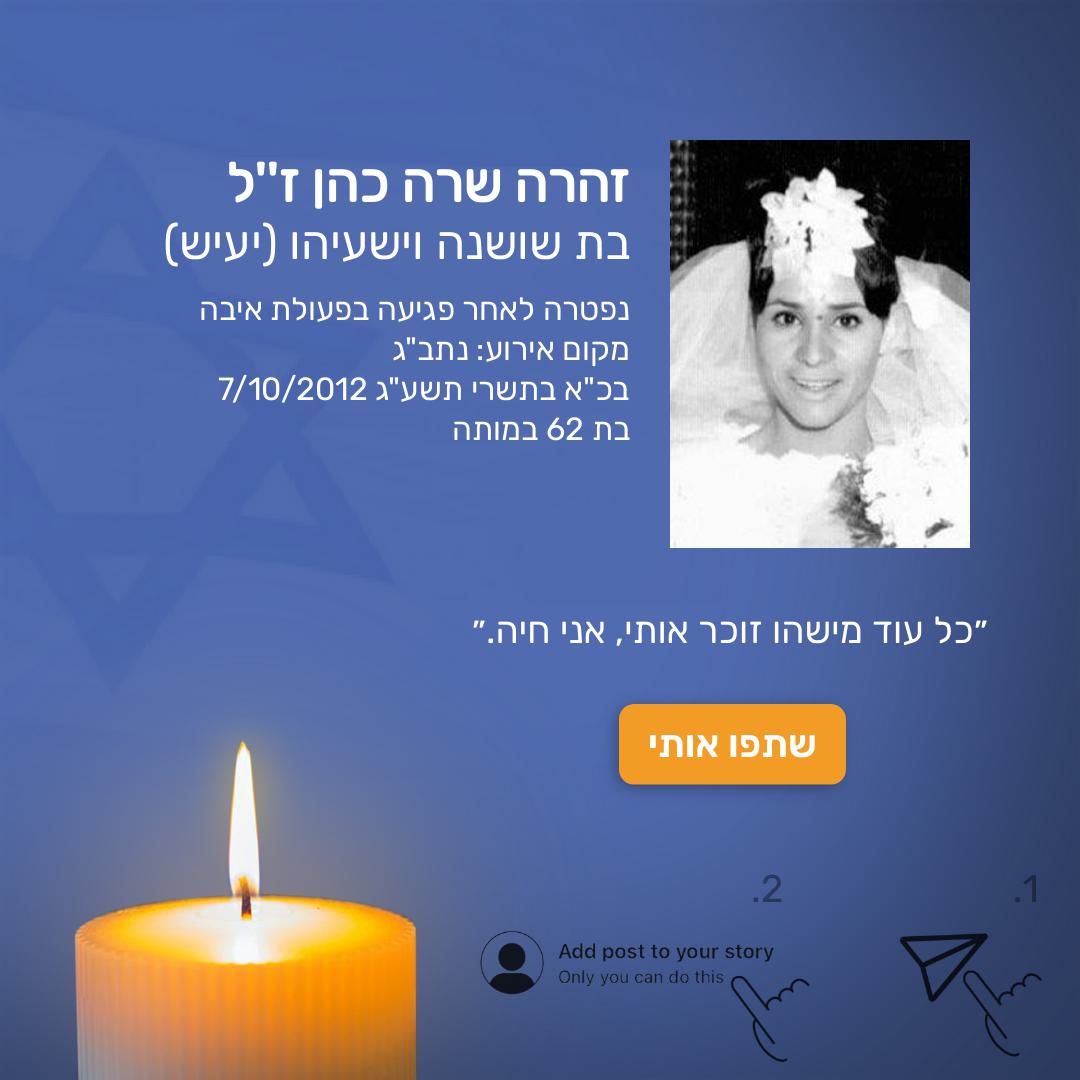 זהרה שרה כהן ז"ל
בת שושנה וישעיהו (יעיש)
נפטרה לאחר פגיעה בפעולת איבה
מקום אירוע: נתב"ג
בכ"א בתשרי תשע"ג 7/10/2012
בת 62 במותה
״כל עוד מישהו זוכר אותי, אני חיה.״
שתפו אותי
.1
.2
Add post to your story
Only you can do this